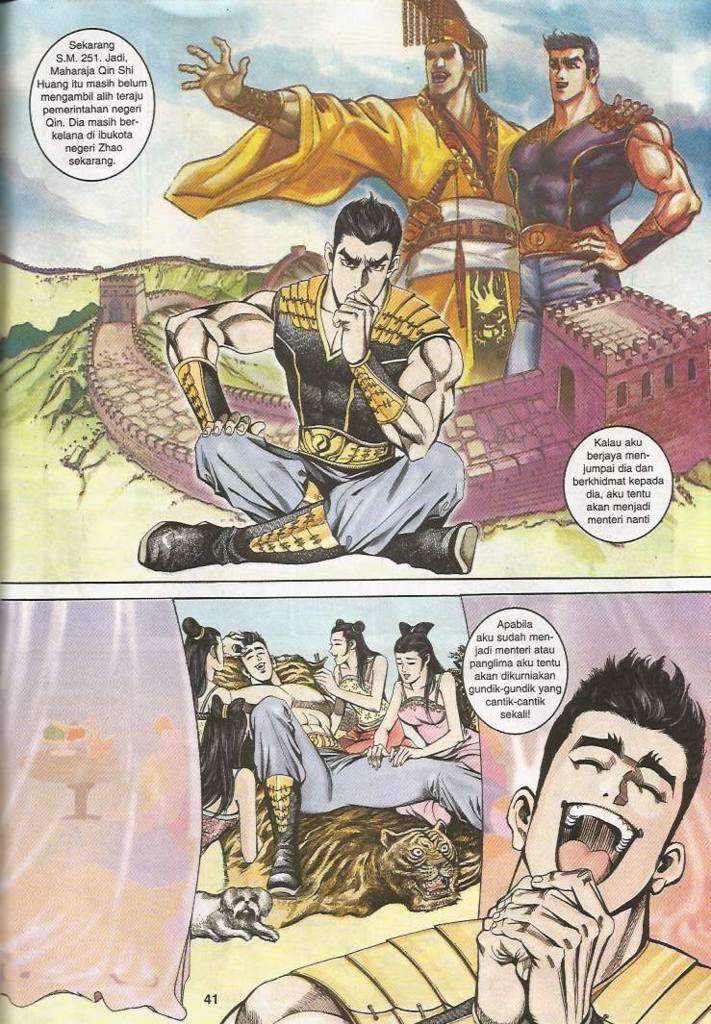 Sekarang
S.M. 251. Jadi,
Maharaja Qin Shi
Huang itu masih belum
mengambil alih teraju
pemerintahan negeri
Qin. Dia masih ber-
kelana di ibukota
negeri Zhao
sekarang.
Kalau aku
berjaya men-
jumpai dia dan
berkhidmat kepada
dia, aku tentu
akan menjadi
menteri nanti
Apabila
aku sudah men-
jadi menteri atau
panglima aku tentu
akan dikurniakan
gundik-gundik yang
cantik-cantik
sekali!
41